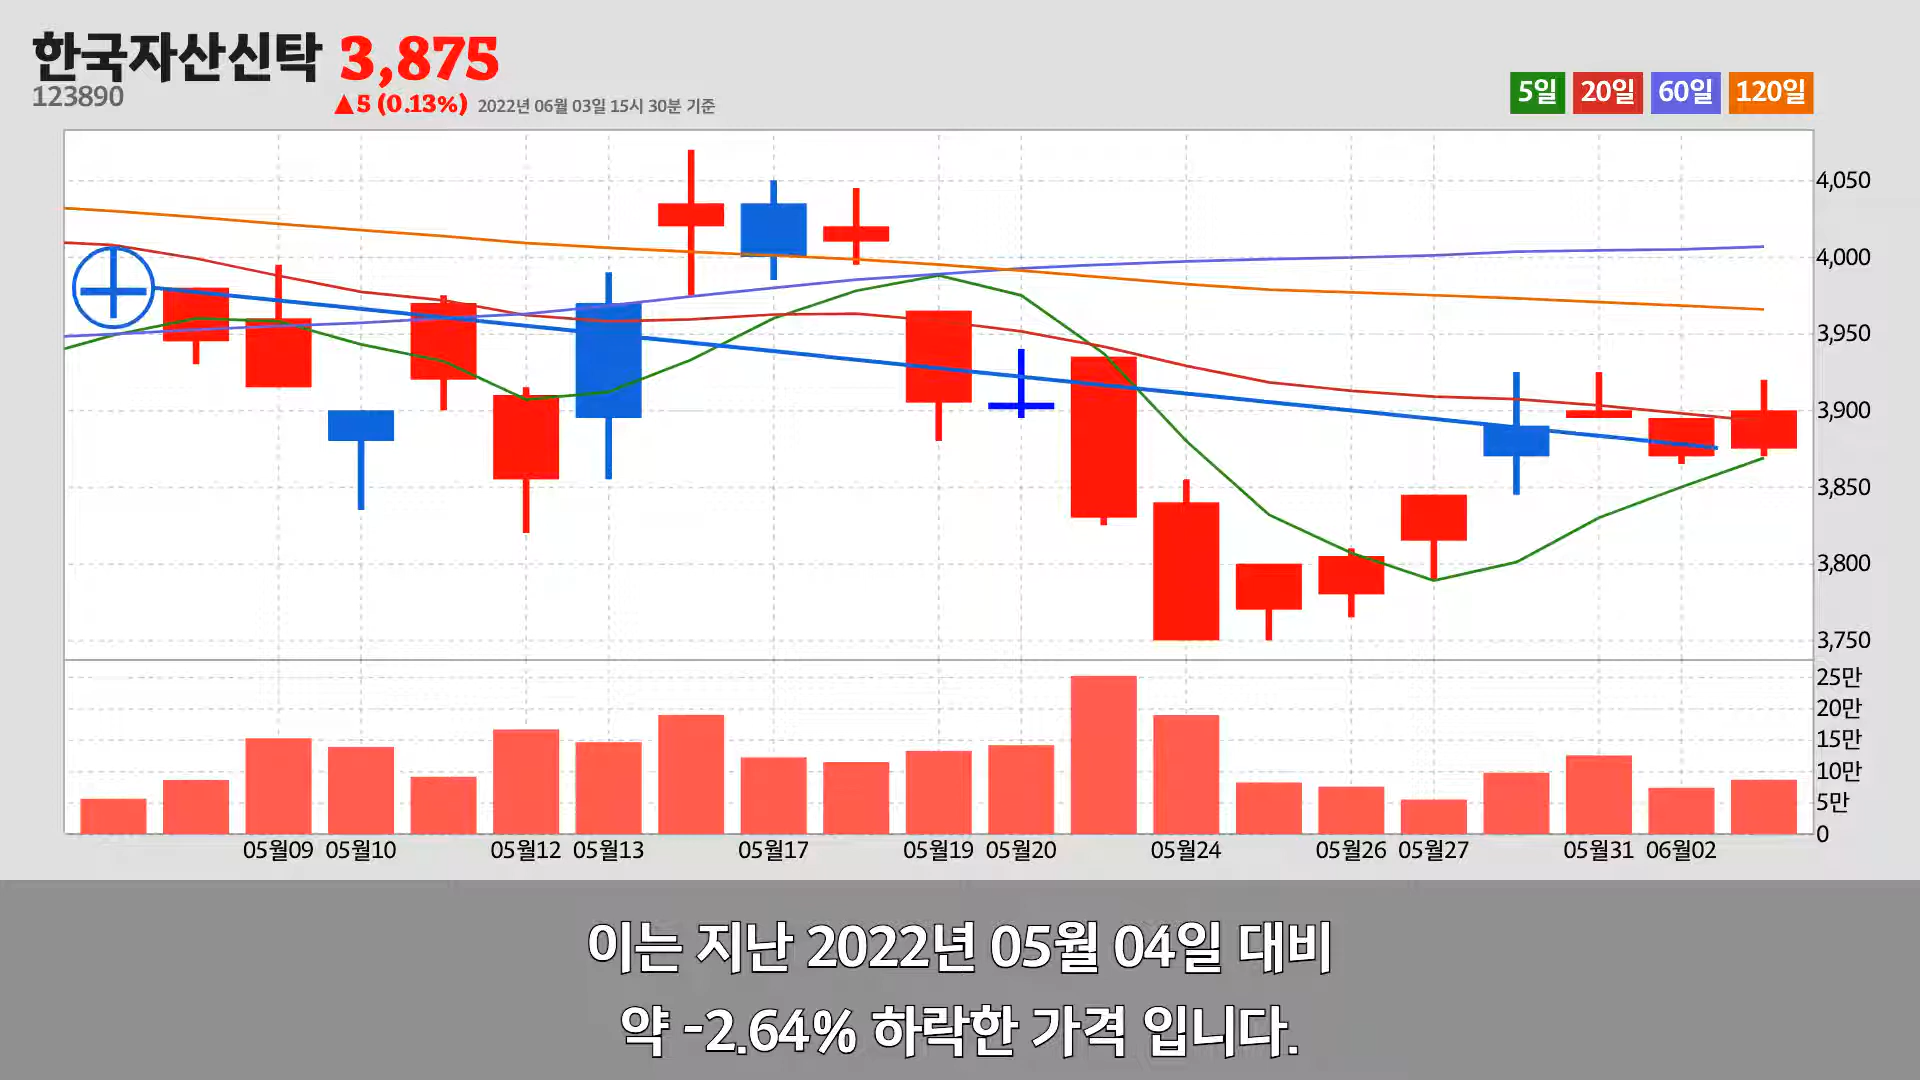 한국자산신탁 3,875
123890
▲5 (0.13%) 2022년 06월 03일 15시 30분 기준
5일 20일 60일 120일
4,050
4,000
3,950
3,900
3,850
3,800
3,750
25만
20만
15만
10만
5만
0
05월09 05월10 05월12 05월13 05월17 05월19 05월20 05월24 05월26 05월27 05월31 06월02
이는 지난 2022년 05월 04일 대비
약 -2.64% 하락한 가격 입니다.